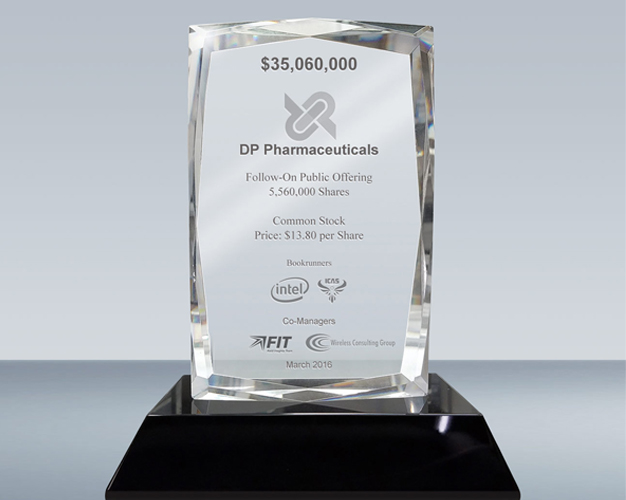 $35,060,000
DP Pharmaceuticals
Follow-On Public Offering
5,560,000 Shares
Common Stock
Price: $13.80 per Share
Bookrunners
intel
Co-Managers
FIT Wireless Consulting Group
March 2016